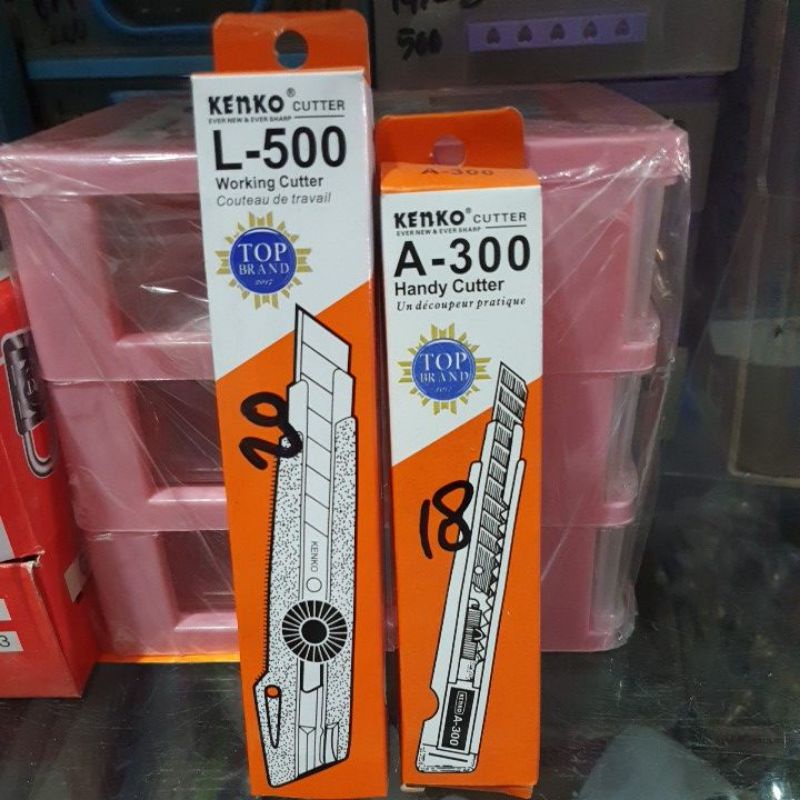 KENKO® CUTTER
EVER NEW & EVER SHARP
L-500
Working Cutter
Couteau de travail
TOP
BRAND
2017
20
KENKO
A-300
KENKO® CUTTER
EVER NEW & EVER SHARP
A-300
Handy Cutter
Un découpeur pratique
TOP
BRAND
2017
18
KENKO
A-300
500
3